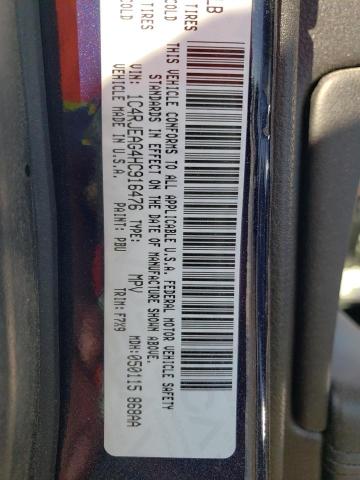 LB
TIRES
COLD
TIRES
COLD
THIS VEHICLE CONFORMS TO ALL APPLICABLE U.S.A. FEDERAL MOTOR VEHICLE SAFETY
STANDARDS IN EFFECT ON THE DATE OF MANUFACTURE SHOWN ABOVE.
VIN: 1C4RJEAG4HC916476 TYPE: MPV MDH:050115 868AA
VEHICLE MADE IN U.S.A. PAINT: PBU TRIM:F7X9